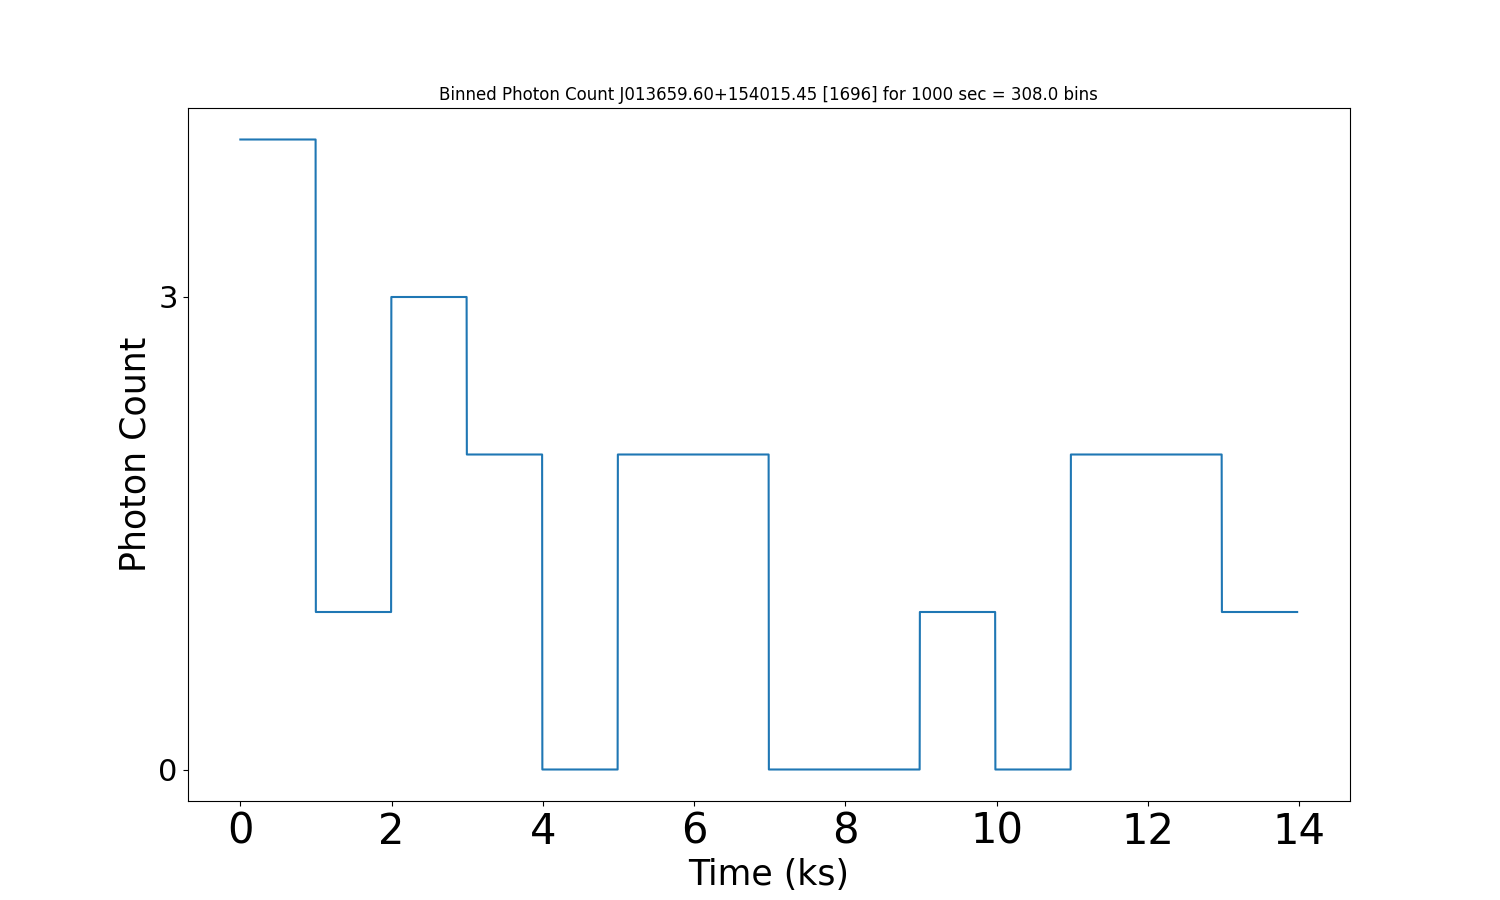 Binned Photon Count J013659.60+154015.45 [1696] for 1000 sec = 308.0 bins
3
Photon Count
0
0 2 4 6 8 10 12 14
Time (ks)